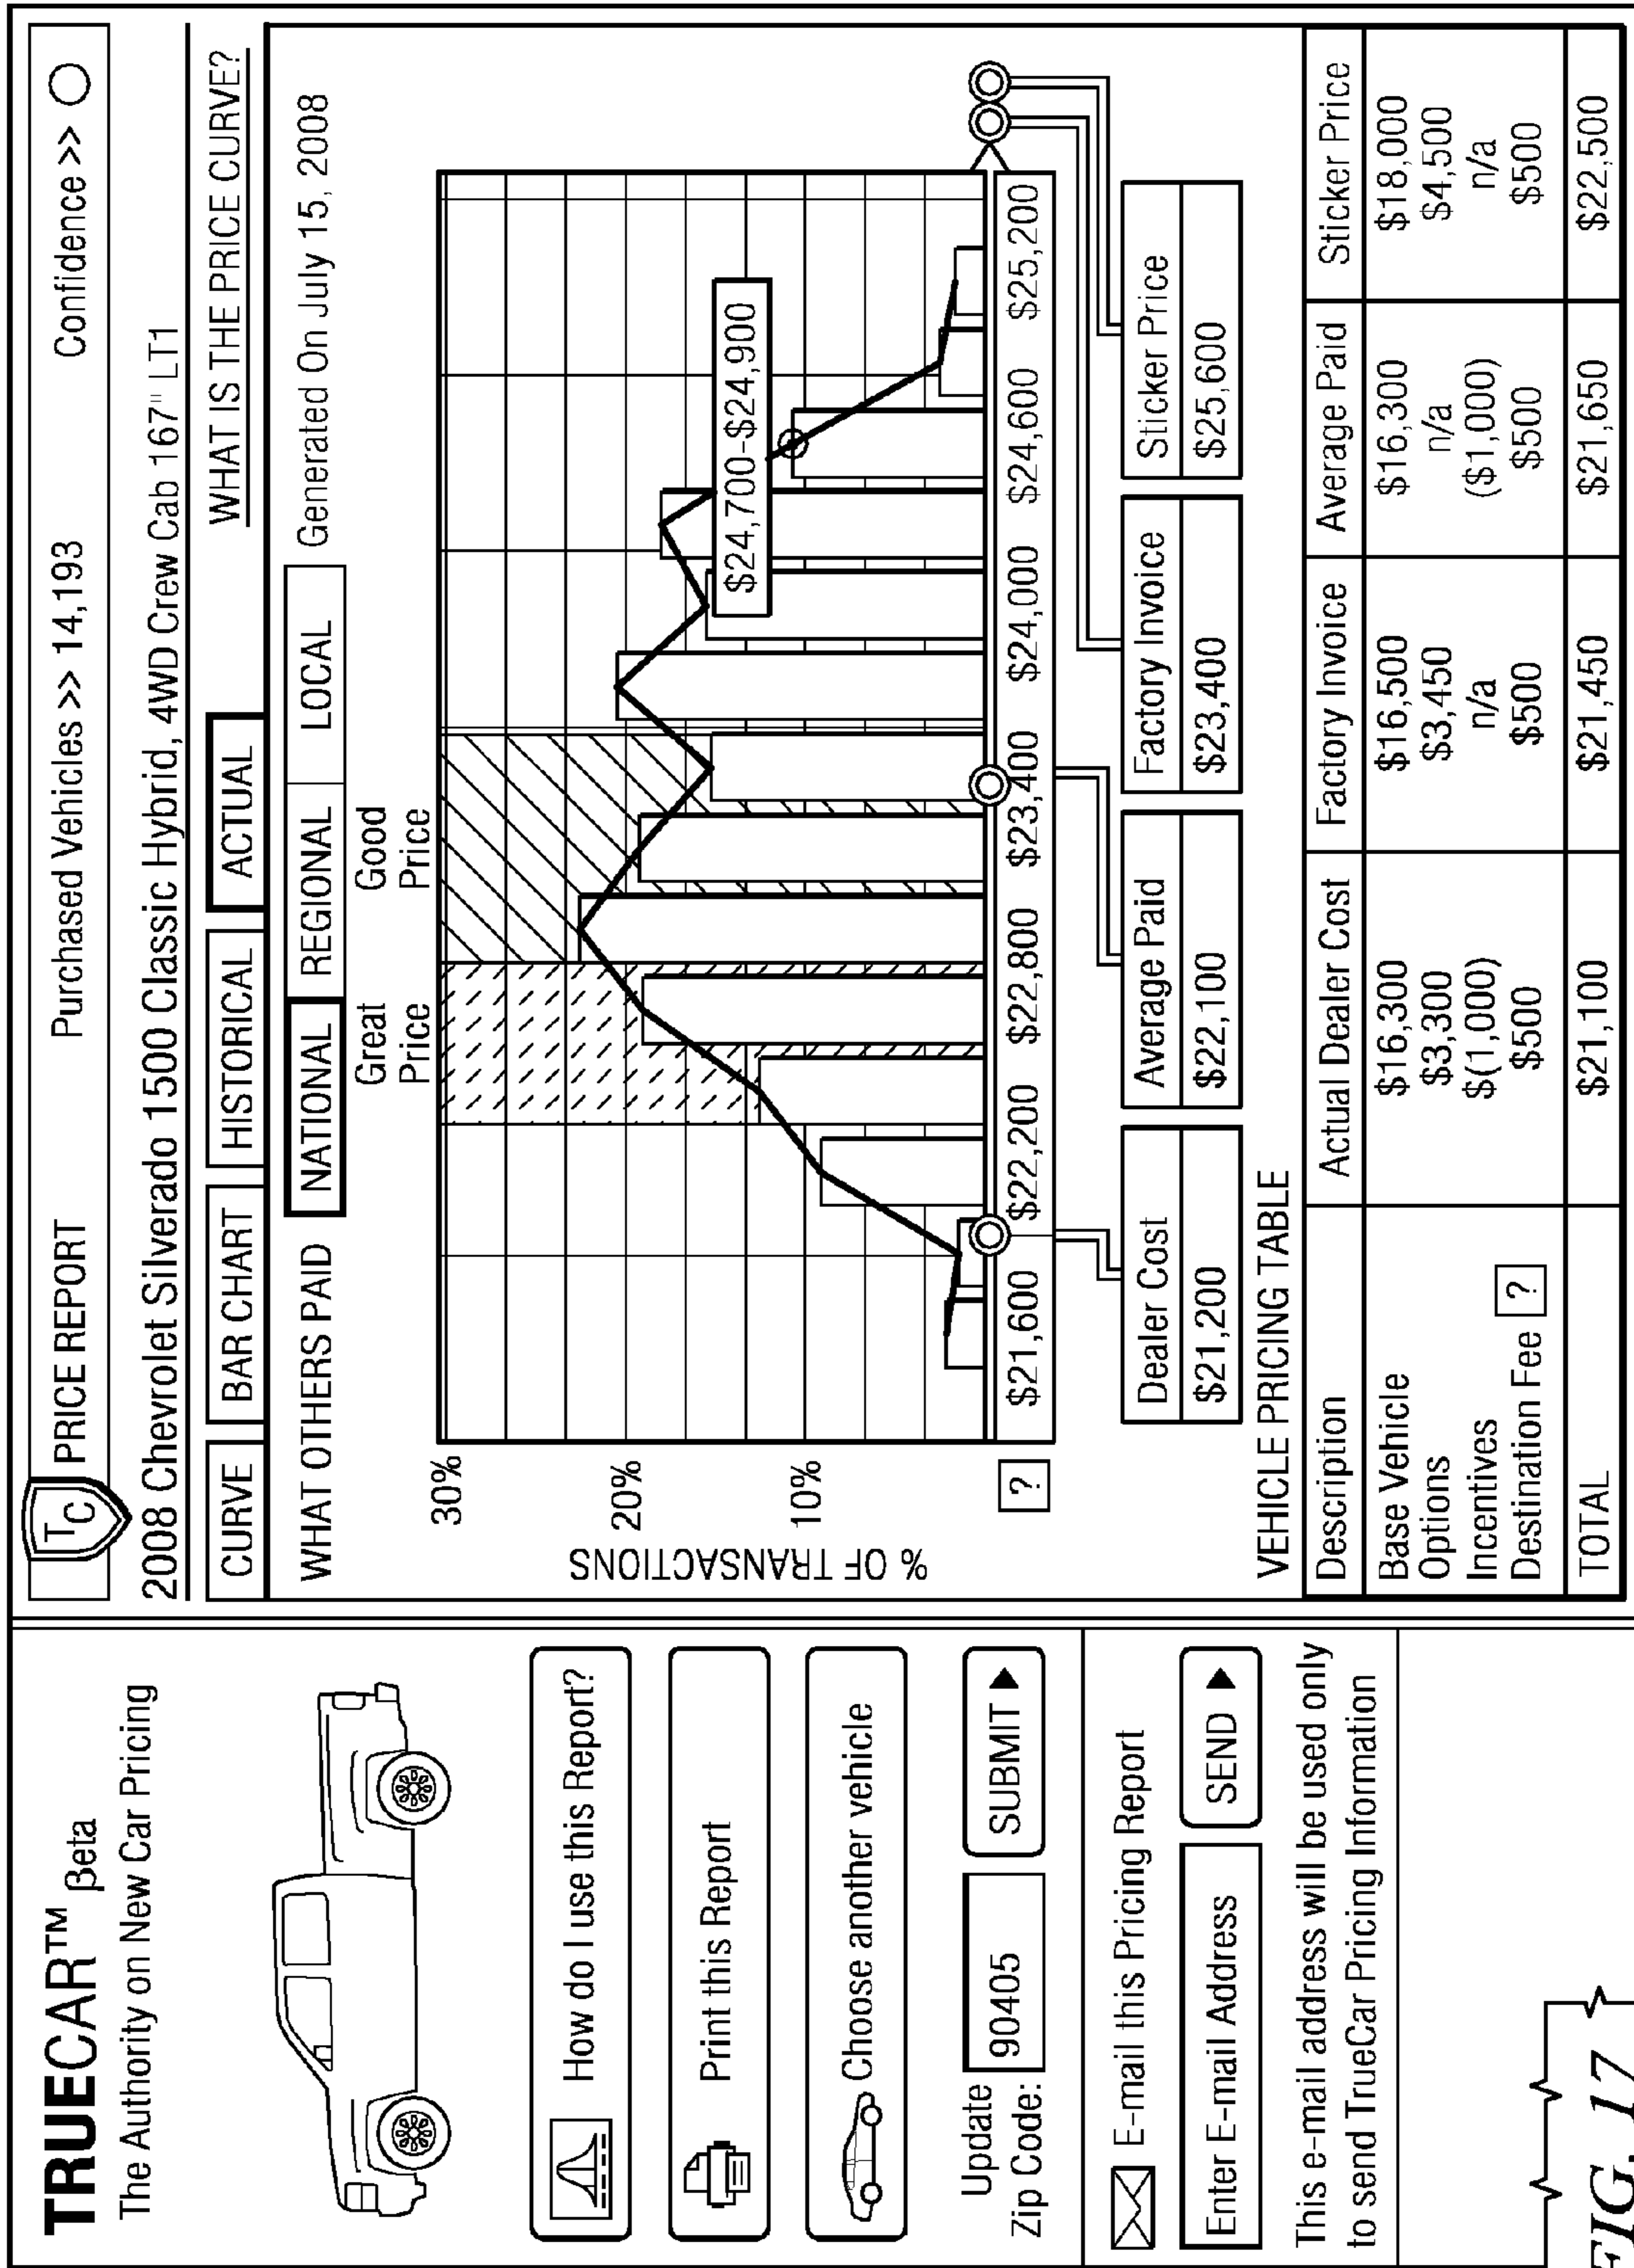 TRUECAR™ βeta
The Authority on New Car Pricing
How do I use this Report?
Print this Report
Choose another vehicle
Update
Zip Code:
90405
SUBMIT ▶
E-mail this Pricing Report
Enter E-mail Address
SEND ▶
This e-mail address will be used only
to send TrueCar Pricing Information
FIG. 17
TC PRICE REPORT Purchased Vehicles >> 14,193 Confidence >>
2008 Chevrolet Silverado 1500 Classic Hybrid, 4WD Crew Cab 167" LT1
CURVE BAR CHART HISTORICAL ACTUAL WHAT IS THE PRICE CURVE?
WHAT OTHERS PAID NATIONAL REGIONAL LOCAL Generated On July 15, 2008
Great
Price
Good
Price
% OF TRANSACTIONS
30%
20%
10%
$24,700-$24,900
? $21,600 $22,200 $22,800 $23,400 $24,000 $24,600 $25,200
Dealer Cost Average Paid Factory Invoice Sticker Price
$21,200 $22,100 $23,400 $25,600
VEHICLE PRICING TABLE
Description Actual Dealer Cost Factory Invoice Average Paid Sticker Price
Base Vehicle $16,300 $16,500 $16,300 $18,000
Options $3,300 $3,450 n/a $4,500
Incentives $(1,000) n/a ($1,000) n/a
Destination Fee ? $500 $500 $500 $500
TOTAL $21,100 $21,450 $21,650 $22,500